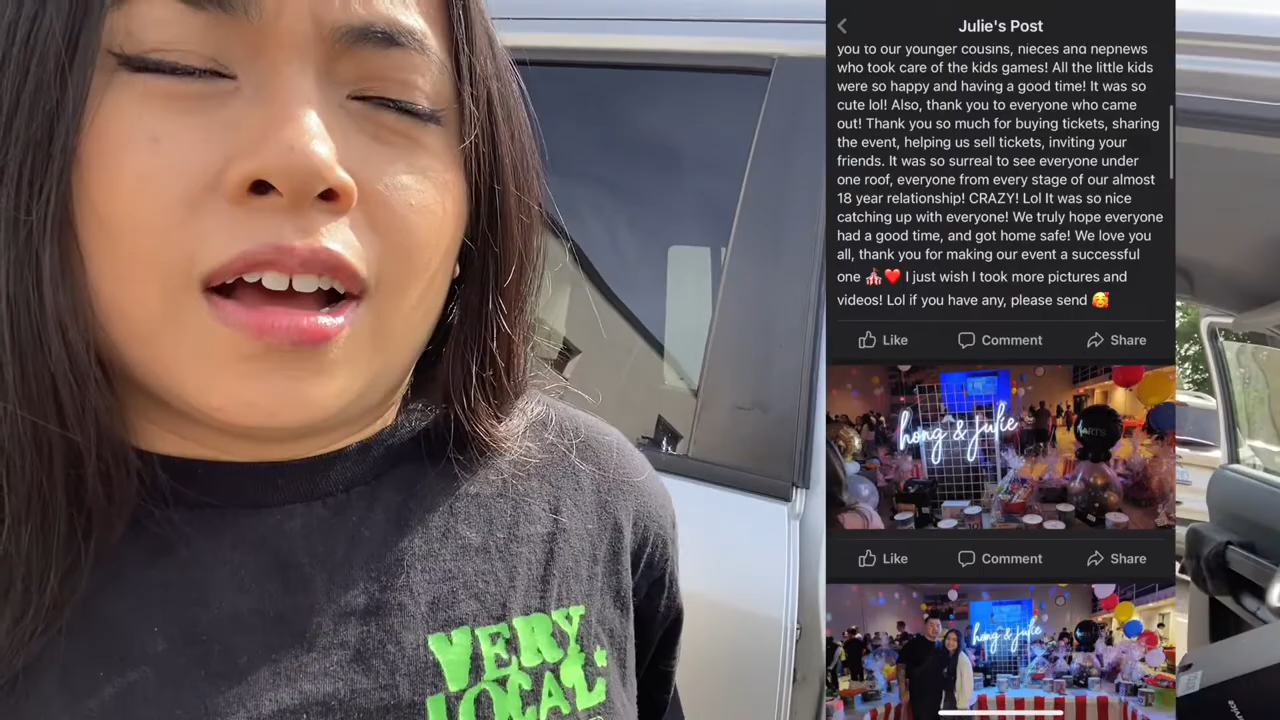 Julie's Post
you to our younger cousins, nieces and nephews
who took care of the kids games! All the little kids
were so happy and having a good time! It was so
cute lol! Also, thank you to everyone who came
out! Thank you so much for buying tickets, sharing
the event, helping us sell tickets, inviting your
friends. It was so surreal to see everyone under
one roof, everyone from every stage of our almost
18 year relationship! CRAZY! Lol It was so nice
catching up with everyone! We truly hope everyone
had a good time, and got home safe! We love you
all, thank you for making our event a successful
one 🎪❤️ I just wish I took more pictures and
videos! Lol if you have any, please send 🥰
Like Comment Share
hong & Julie
Like Comment Share
hong & Julie
VERY
LOCAL